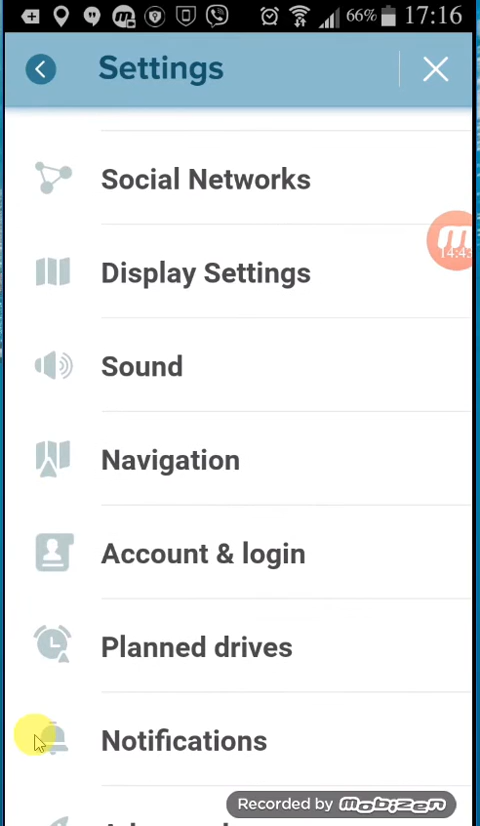 66% 17:16
Settings
Social Networks
Display Settings
Sound
Navigation
Account & login
Planned drives
Notifications
Recorded by mobizen